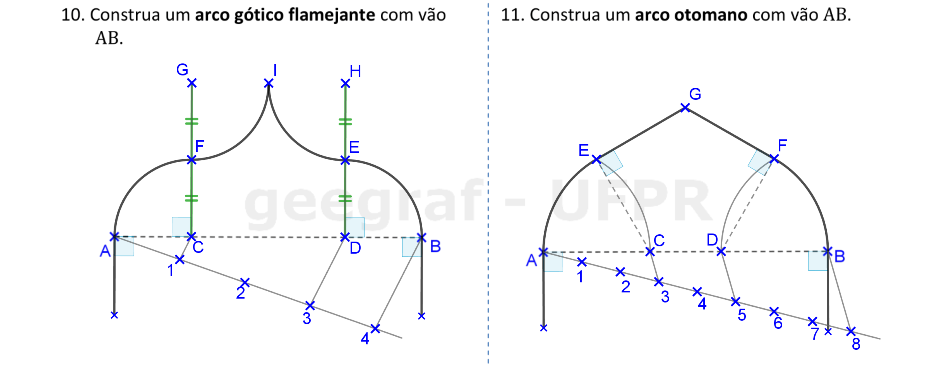 10. Construa um arco gótico flamejante com vão
AB.
G I H
F E
A C D B
1
2
3
4
11. Construa um arco otomano com vão AB.
G
E F
A C D B
1
2
3
4
5
6
7
8
geegraf - UFPR